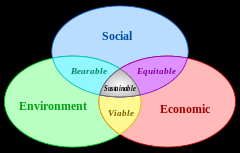 Social
Bearable Equitable
Sustainable
Environment Viable Economic